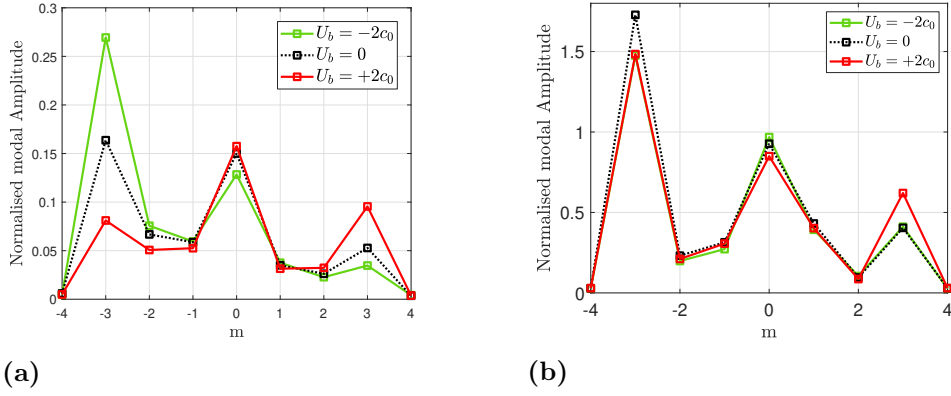 0.3
0.25
0.2
0.15
0.1
0.05
0
Normalised modal Amplitude
-4 -3 -2 -1 0 1 2 3 4
m
U_b = −2c_0
U_b = 0
U_b = +2c_0
(a)
1.5
1
0.5
0
Normalised modal Amplitude
-4 -2 0 2 4
m
U_b = −2c_0
U_b = 0
U_b = +2c_0
(b)